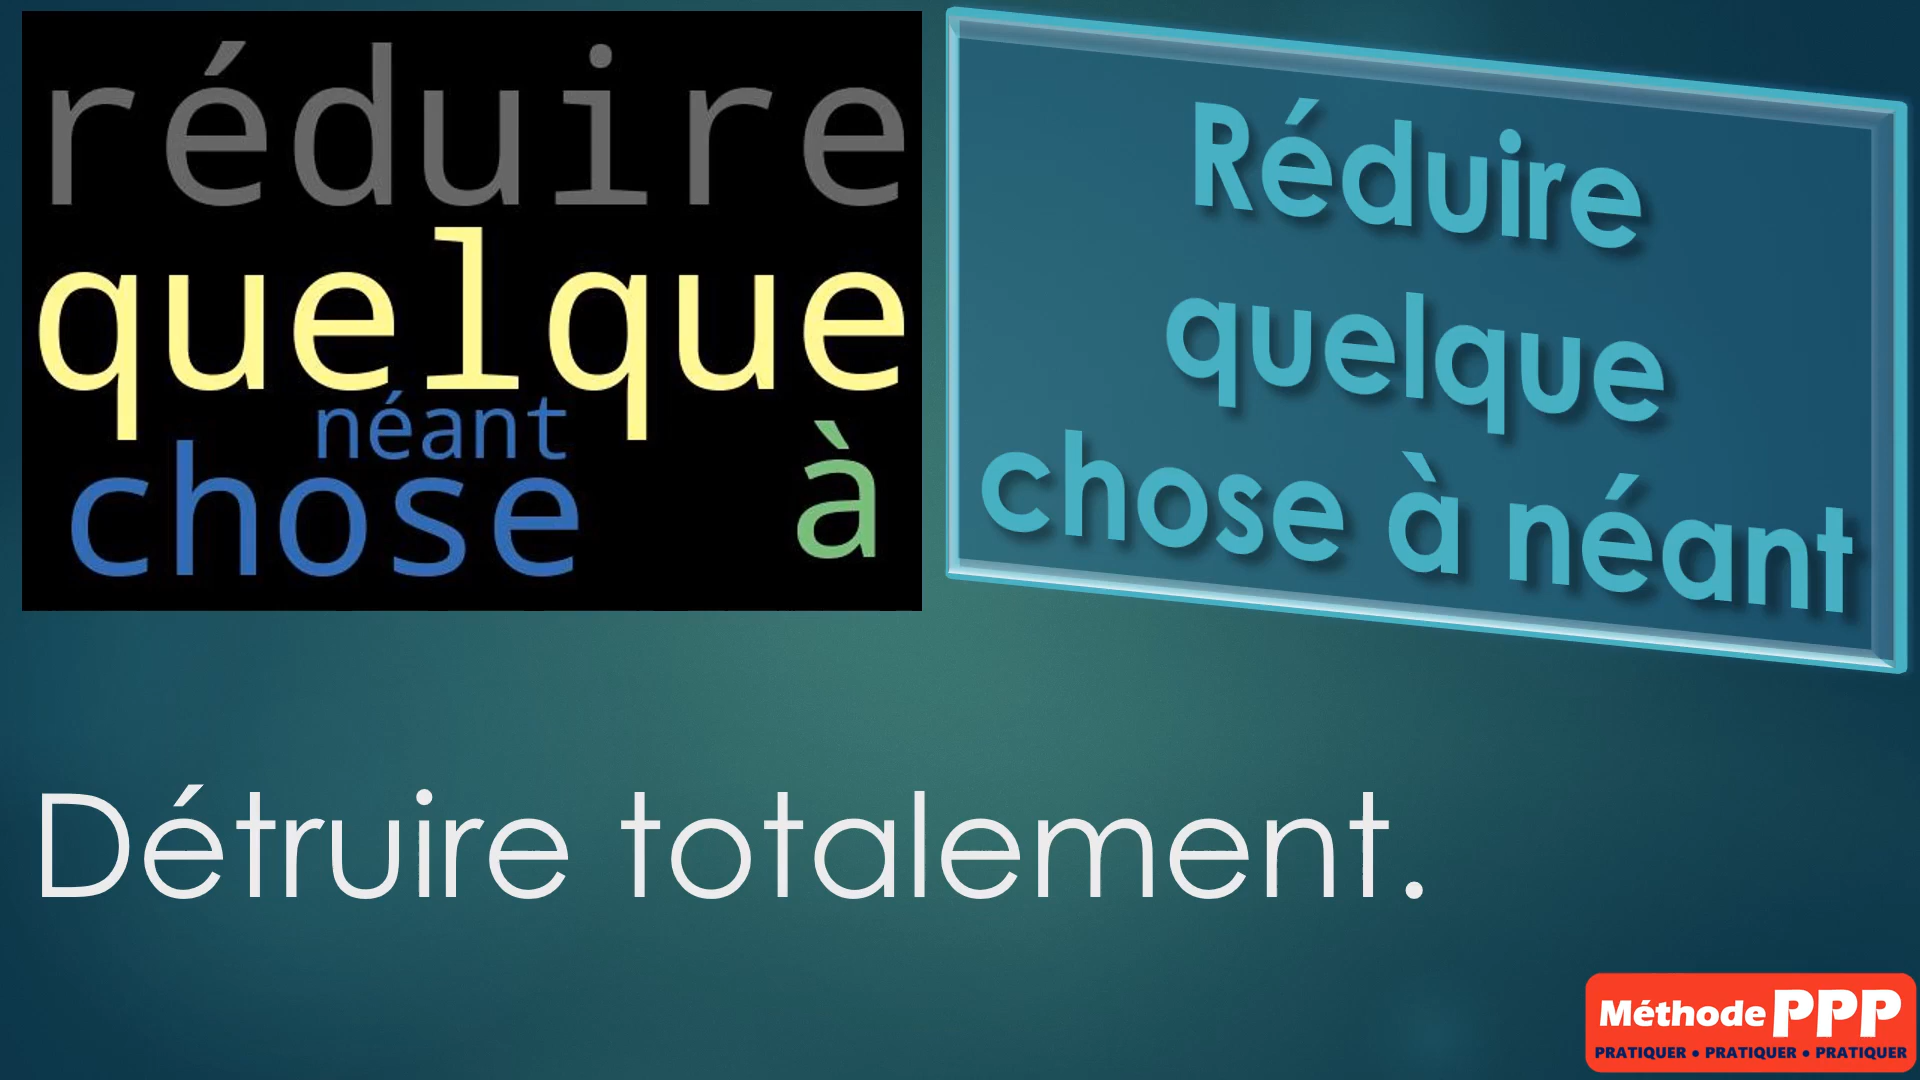 réduire
quelque
néant
chose à
Réduire
quelque
chose à néant
Détruire totalement.
Méthode PPP
PRATIQUER • PRATIQUER • PRATIQUER